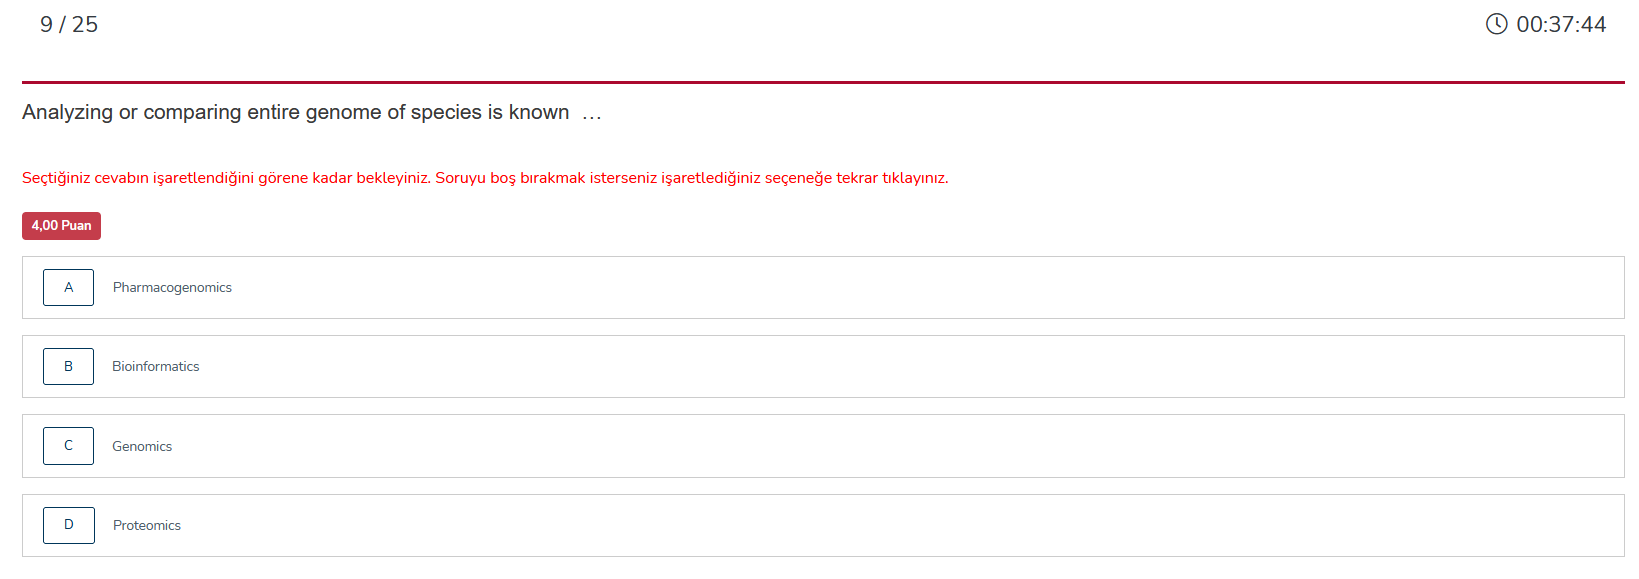 9 / 25
00:37:44
Analyzing or comparing entire genome of species is known ...
Seçtiğiniz cevabın işaretlendiğini görene kadar bekleyiniz. Soruyu boş bırakmak isterseniz işaretlediğiniz seçeneğe tekrar tıklayınız.
4,00 Puan
A Pharmacogenomics
B Bioinformatics
C Genomics
D Proteomics